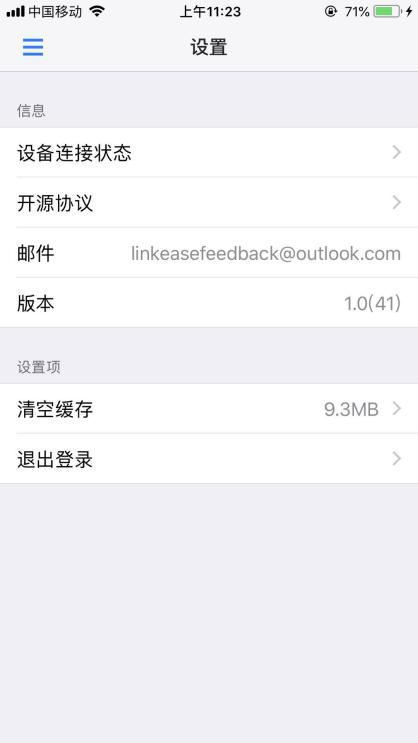 中国移动 上午11:23 71%
设置
信息
设备连接状态
开源协议
邮件 linkeasefeedback@outlook.com
版本 1.0(41)
设置项
清空缓存 9.3MB
退出登录